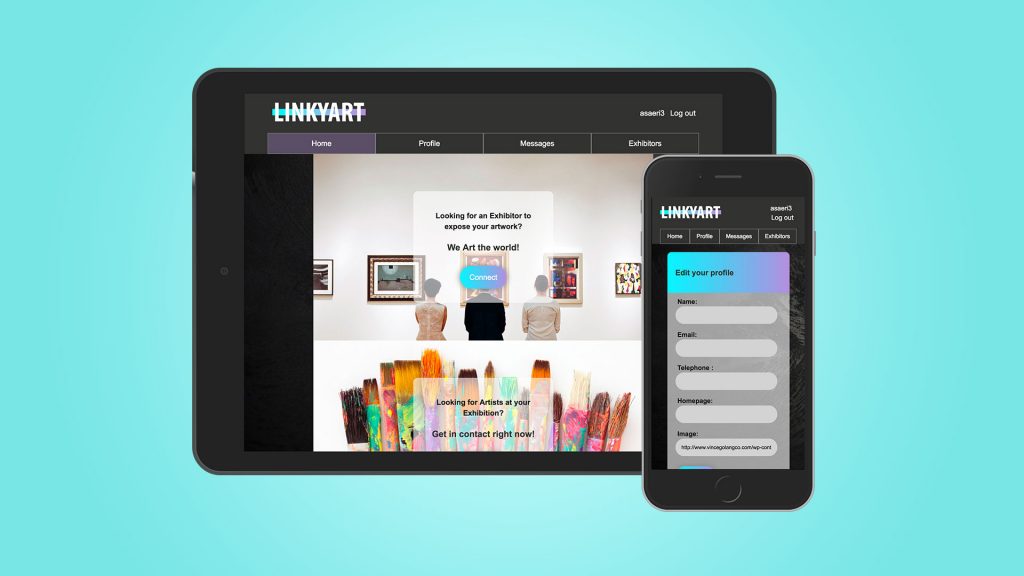 LINKYART
asaeri3 Log out
Home Profile Messages Exhibitors
Looking for an Exhibitor to
expose your artwork?
We Art the world!
Connect
Looking for Artists at your
Exhibition?
Get in contact right now!
LINKYART
asaeri3
Log out
Home Profile Messages Exhibitors
Edit your profile
Name:
Email:
Telephone :
Homepage:
Image:
http://www.vincegolangco.com/wp-cont